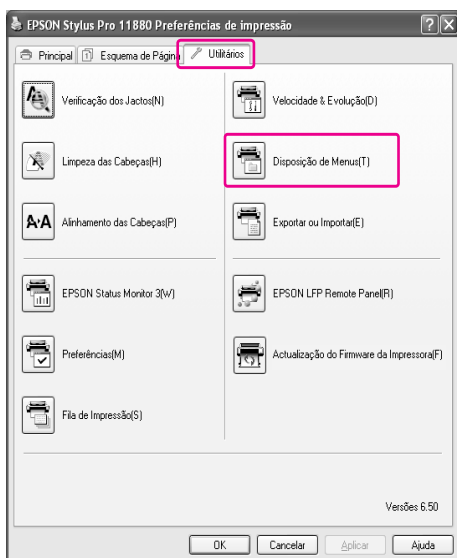 EPSON Stylus Pro 11880 Preferências de impressão
Principal Esquema de Página Utilitários
Verificação dos Jactos(N)
Velocidade & Evolução(D)
Limpeza das Cabeças(H)
Disposição de Menus(T)
Alinhamento das Cabeças(P)
Exportar ou Importar(E)
EPSON Status Monitor 3(W)
EPSON LFP Remote Panel(R)
Preferências(M)
Actualização do Firmware da Impressora(F)
Fila de Impressão(S)
Versões 6.50
OK Cancelar Aplicar Ajuda